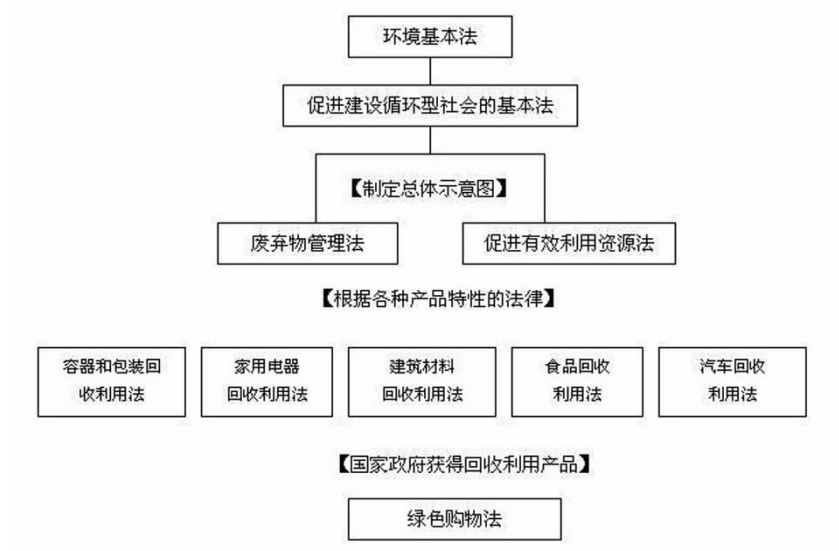 环境基本法
促进建设循环型社会的基本法
【制定总体示意图】
废弃物管理法
促进有效利用资源法
【根据各种产品特性的法律】
容器和包装回
收利用法
家用电器
回收利用法
建筑材料
回收利用法
食品回收
利用法
汽车回收
利用法
【国家政府获得回收利用产品】
绿色购物法